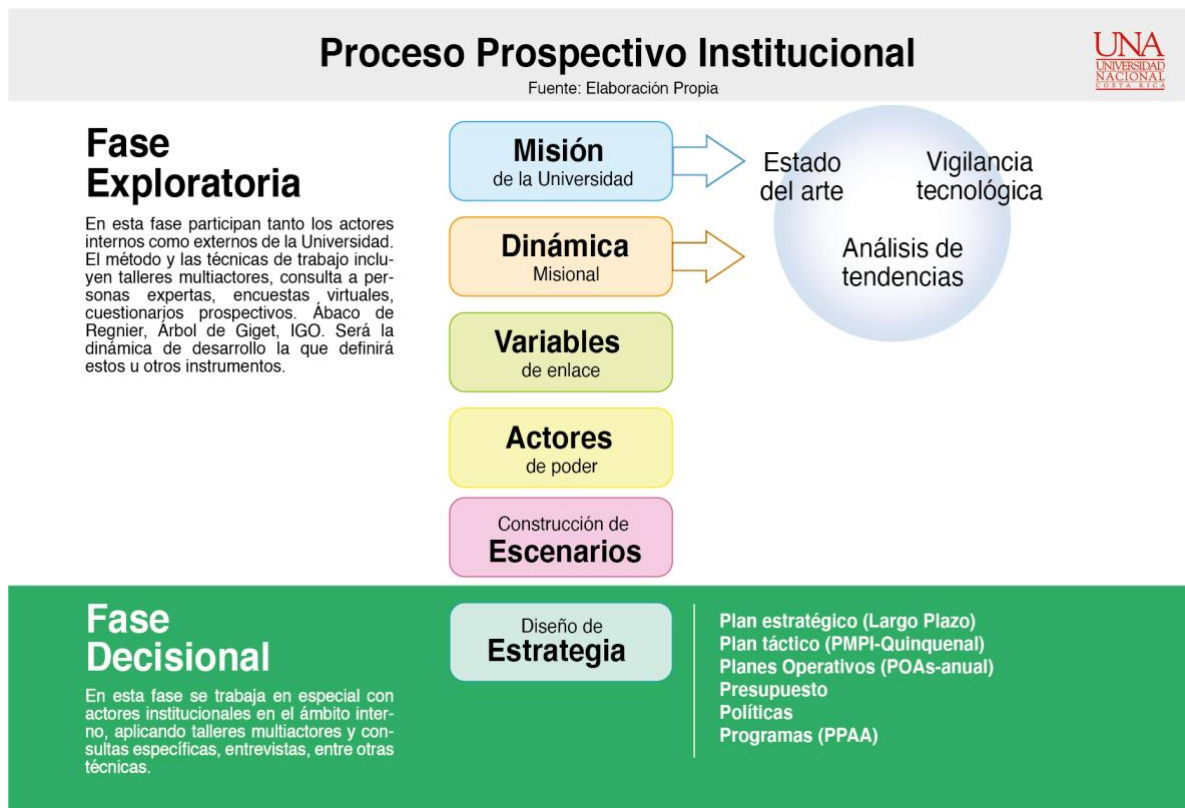 Proceso Prospectivo Institucional
Fuente: Elaboración Propia
UNA
UNIVERSIDAD
NACIONAL
COSTA RICA
Fase
Exploratoria
En esta fase participan tanto los actores
internos como externos de la Universidad.
El método y las técnicas de trabajo inclu-
yen talleres multiactores, consulta a per-
sonas expertas, encuestas virtuales,
cuestionarios prospectivos. Ábaco de
Regnier, Árbol de Giget, IGO. Será la
dinámica de desarrollo la que definirá
estos u otros instrumentos.
Misión
de la Universidad
Dinámica
Misional
Variables
de enlace
Actores
de poder
Construcción de
Escenarios
Estado
del arte
Vigilancia
tecnológica
Análisis de
tendencias
Fase
Decisional
En esta fase se trabaja en especial con
actores institucionales en el ámbito inter-
no, aplicando talleres multiactores y con-
sultas específicas, entrevistas, entre otras
técnicas.
Diseño de
Estrategia
Plan estratégico (Largo Plazo)
Plan táctico (PMPI-Quinquenal)
Planes Operativos (POAs-anual)
Presupuesto
Políticas
Programas (PPAA)